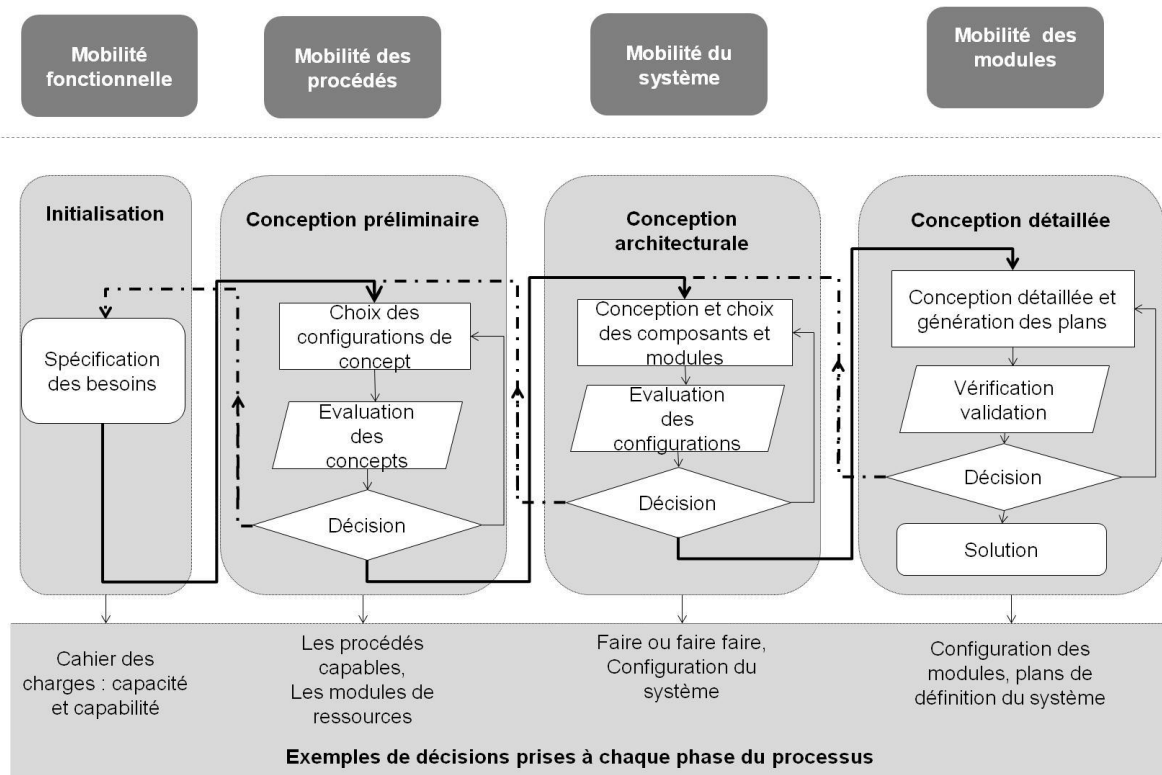 Mobilité
fonctionnelle
Mobilité des
procédés
Mobilité du
système
Mobilité des
modules
Initialisation
Spécification
des besoins
Conception préliminaire
Choix des
configurations de
concept
Evaluation
des
concepts
Décision
Conception
architecturale
Conception et choix
des composants et
modules
Evaluation
des
configurations
Décision
Conception détaillée
Conception détaillée et
génération des plans
Vérification
validation
Décision
Solution
Cahier des
charges : capacité
et capabilité
Les procédés
capables,
Les modules de
ressources
Faire ou faire faire,
Configuration du
système
Configuration des
modules, plans de
définition du système
Exemples de décisions prises à chaque phase du processus